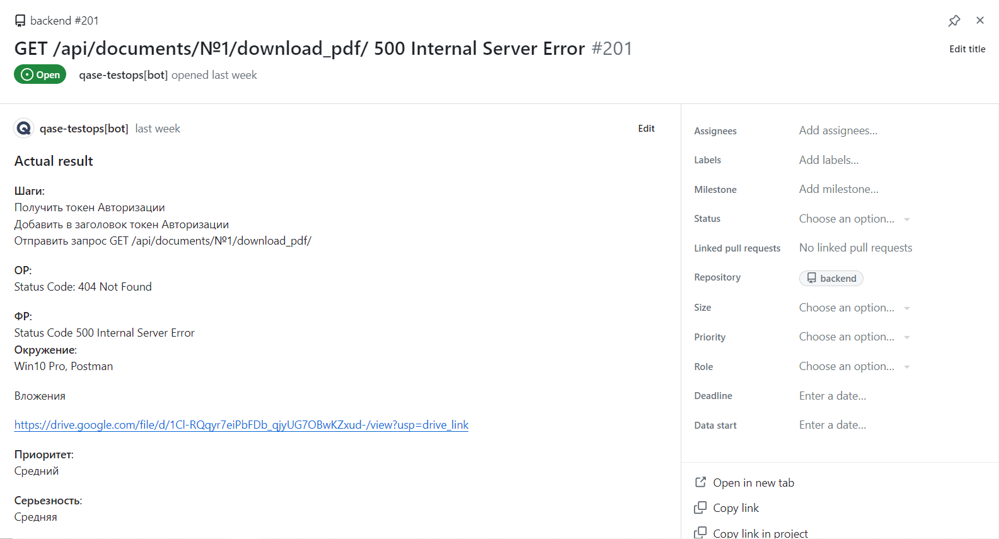 backend #201
GET /api/documents/№1/download_pdf/ 500 Internal Server Error #201
Edit title
Open
qase-testops[bot] opened last week
qase-testops[bot] last week
Edit
Actual result
Шаги:
Получить токен Авторизации
Добавить в заголовок токен Авторизации
Отправить запрос GET /api/documents/№1/download_pdf/
ОР:
Status Code: 404 Not Found
ФР:
Status Code 500 Internal Server Error
Окружение:
Win10 Pro, Postman
Вложения
https://drive.google.com/file/d/1Cl-RQqyr7eiPbFDb_qjyUG7OBwKZxud-/view?usp=drive_link
Приоритет:
Средний
Серьезность:
Средняя
Assignees Add assignees...
Labels Add labels...
Milestone Add milestone...
Status Choose an option...
Linked pull requests No linked pull requests
Repository backend
Size Choose an option...
Priority Choose an option...
Role Choose an option...
Deadline Enter a date...
Data start Enter a date...
Open in new tab
Copy link
Copy link in project